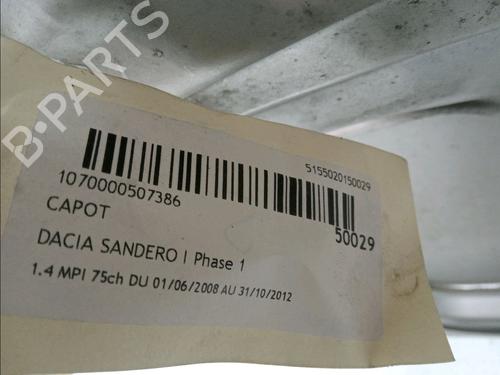 B-PARTS
5155020150029
1070000507386
50029
CAPOT
DACIA SANDERO I Phase 1
1.4 MPI 75ch DU 01/06/2008 AU 31/10/2012